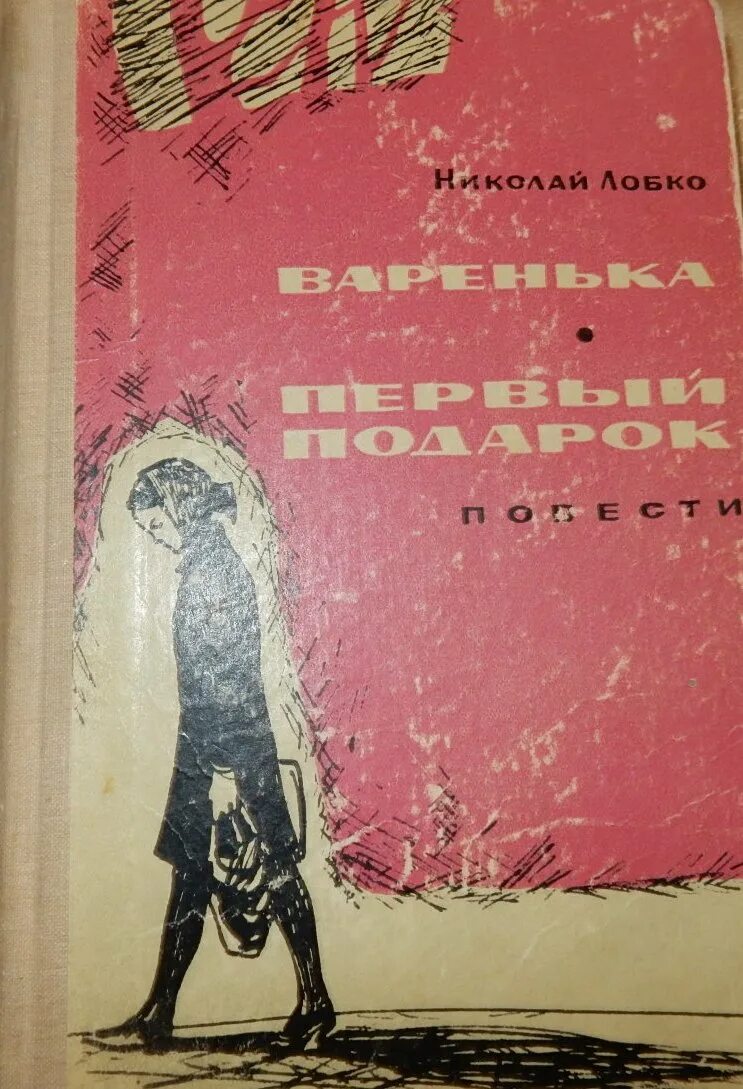 Николай Лобко
ВАРЕНЬКА
•
ПЕРВЫЙ
ПОДАРОК
ПОВЕСТИ